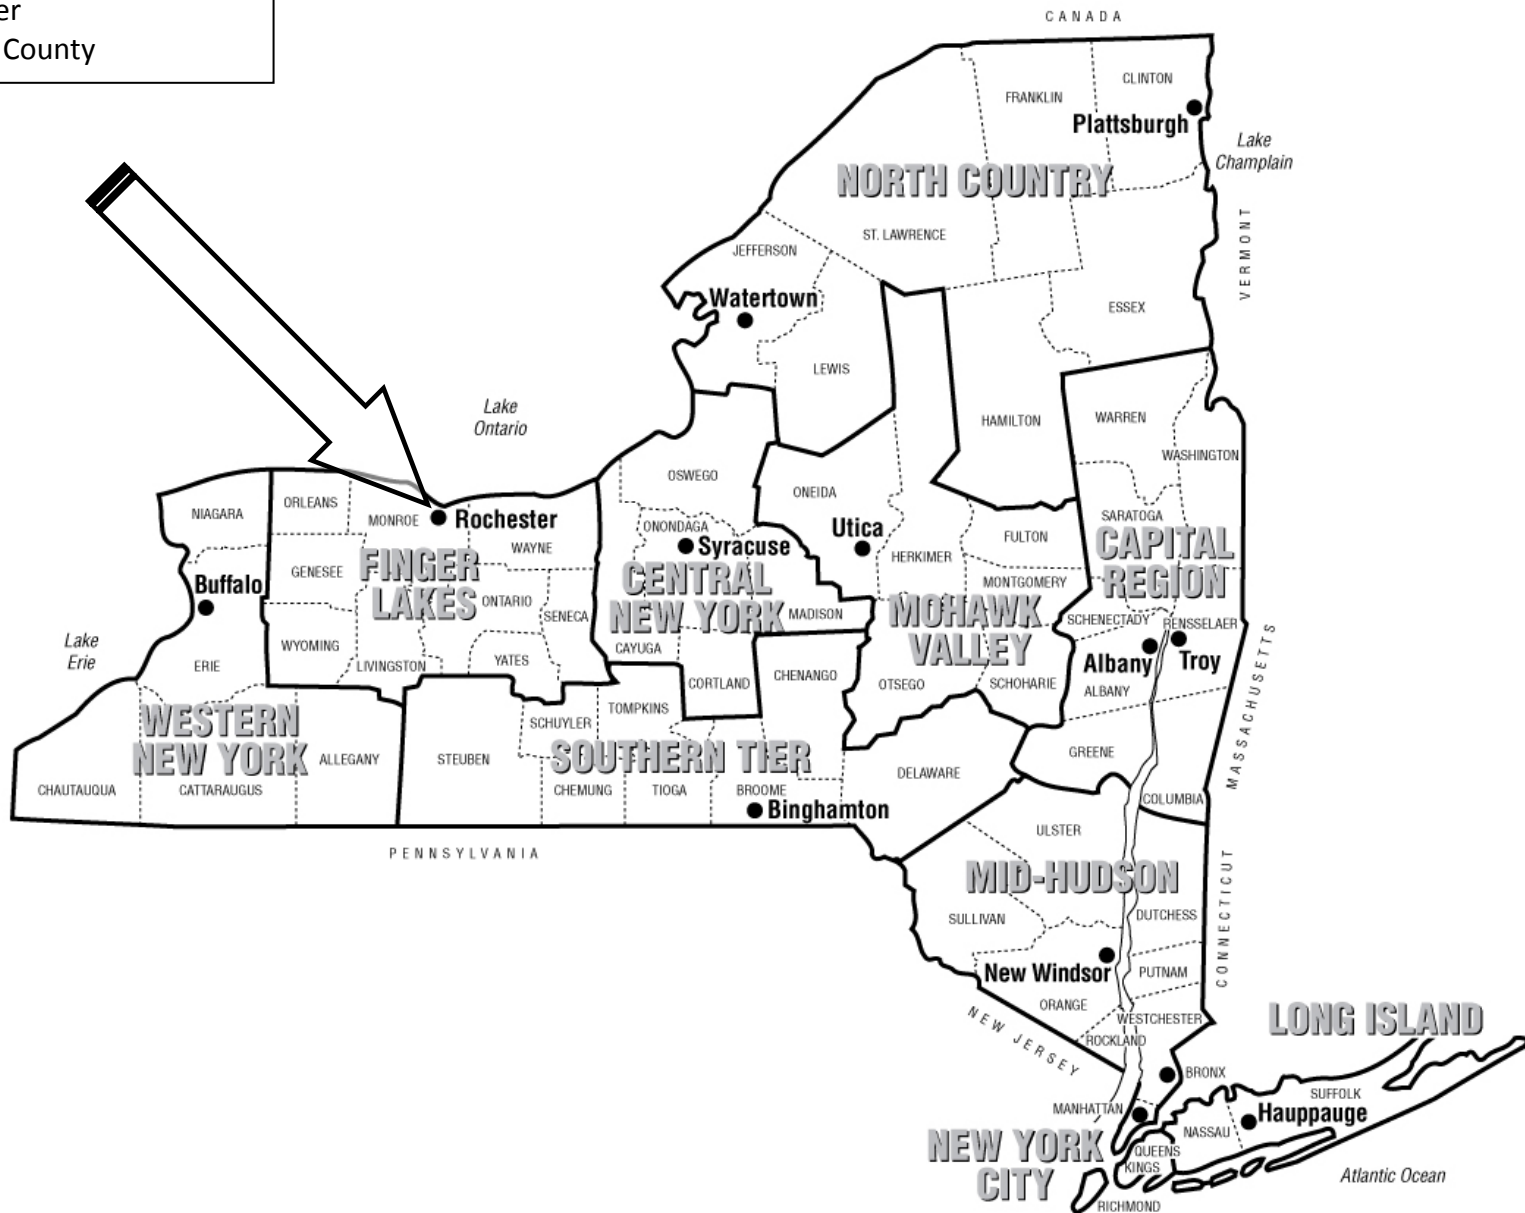 er
County
CANADA
CLINTON
FRANKLIN
Plattsburgh
Lake
Champlain
NORTH COUNTRY
VERMONT
ST. LAWRENCE
JEFFERSON
Watertown
ESSEX
LEWIS
Lake
Ontario
HAMILTON
WARREN
WASHINGTON
OSWEGO
ONEIDA
NIAGARA
ORLEANS
MONROE
Rochester
WAYNE
ONONDAGA
Syracuse
Utica
HERKIMER
FULTON
SARATOGA
CAPITAL
REGION
FINGER
LAKES
GENESEE
Buffalo
ONTARIO
SENECA
CENTRAL
NEW YORK
MADISON
MONTGOMERY
MOHAWK
VALLEY
SCHENECTADY
RENSSELAER
Lake
Erie
ERIE
WYOMING
LIVINGSTON
YATES
CAYUGA
CORTLAND
CHENANGO
OTSEGO
SCHOHARIE
Albany
ALBANY
Troy
MASSACHUSETTS
WESTERN
NEW YORK
ALLEGANY
CHAUTAUQUA
CATTARAUGUS
STEUBEN
SCHUYLER
TOMPKINS
SOUTHERN TIER
CHEMUNG
TIOGA
BROOME
Binghamton
DELAWARE
GREENE
COLUMBIA
PENNSYLVANIA
ULSTER
MID-HUDSON
SULLIVAN
DUTCHESS
CONNECTICUT
New Windsor
PUTNAM
ORANGE
WESTCHESTER
ROCKLAND
NEW JERSEY
LONG ISLAND
BRONX
MANHATTAN
SUFFOLK
Hauppauge
NASSAU
NEW YORK
CITY
QUEENS
KINGS
RICHMOND
Atlantic Ocean